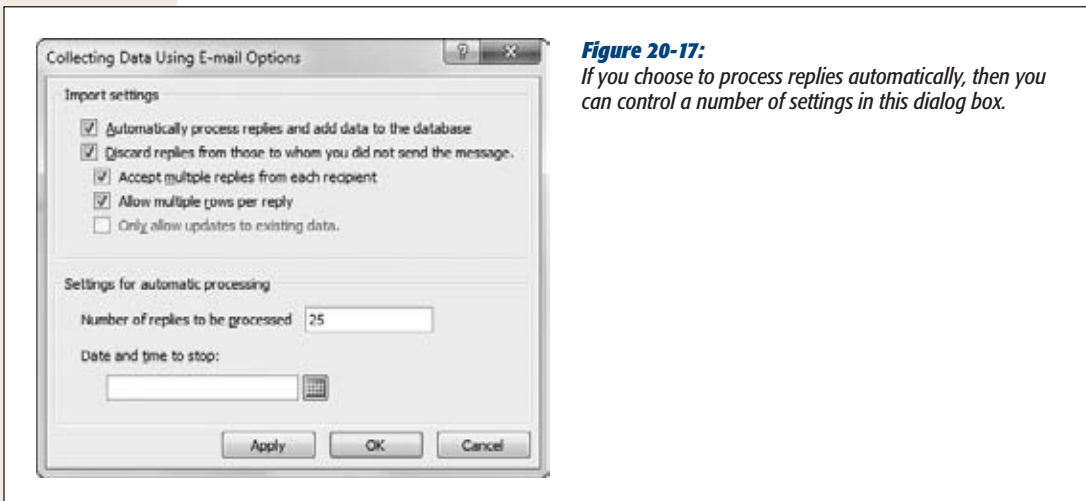 Collecting Data Using E-mail Options
Import settings
Automatically process replies and add data to the database
Discard replies from those to whom you did not send the message.
Accept multiple replies from each recipient
Allow multiple rows per reply
Only allow updates to existing data.
Settings for automatic processing
Number of replies to be processed 25
Date and time to stop:
Apply OK Cancel
Figure 20-17:
If you choose to process replies automatically, then you
can control a number of settings in this dialog box.